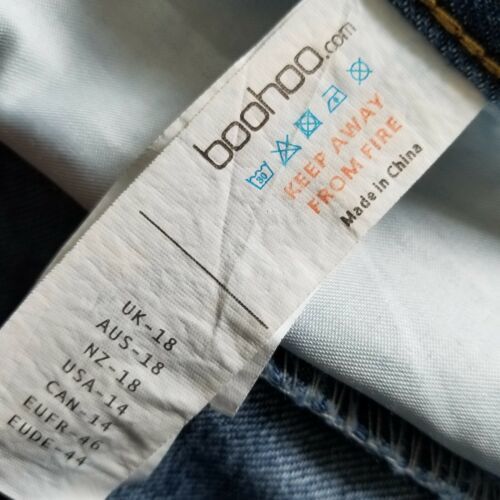 boohoo.com
30
KEEP AWAY
FROM FIRE
Made in China
UK-18
AUS-18
NZ-18
USA-14
CAN-14
EUFR-46
EUDE-44